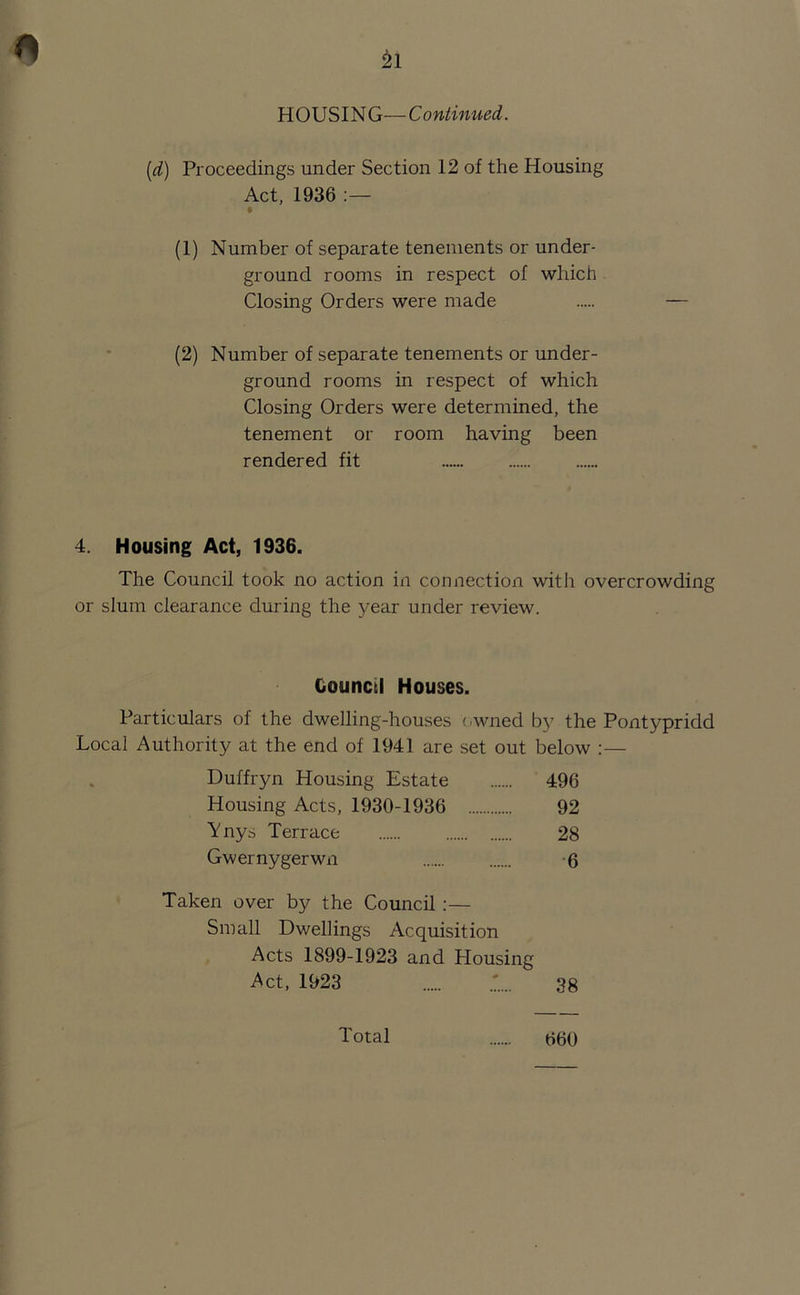 21
HOUSING—Continued.
(d) Proceedings under Section 12 of the Housing
Act, 1936 :—
(1) Number of separate tenements or under-
ground rooms in respect of which
Closing Orders were made ..... —
(2) Number of separate tenements or under-
ground rooms in respect of which
Closing Orders were determined, the
tenement or room having been
rendered fit ...... ...... ......
4. Housing Act, 1936.
The Council took no action in connection with overcrowding
or slum clearance during the year under review.
Council Houses.
Particulars of the dwelling-houses owned by the Pontypridd
Local Authority at the end of 1941 are set out below :—
Duffryn Housing Estate ...... 496
Housing Acts, 1930-1936 ............ 92
Ynys Terrace ...... ...... ...... 28
Gwernygerwn ...... ...... 6
Taken over by the Council :—
Small Dwellings Acquisition
Acts 1899-1923 and Housing
Act, 1923 ..... ..... 38
Total ...... 660